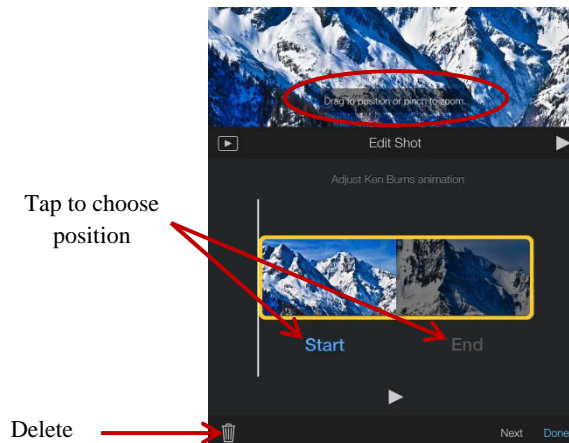 Drag to position or pinch to zoom.
Edit Shot
Adjust Ken Burns animation
Tap to choose
position
Start End
Delete
Next Done